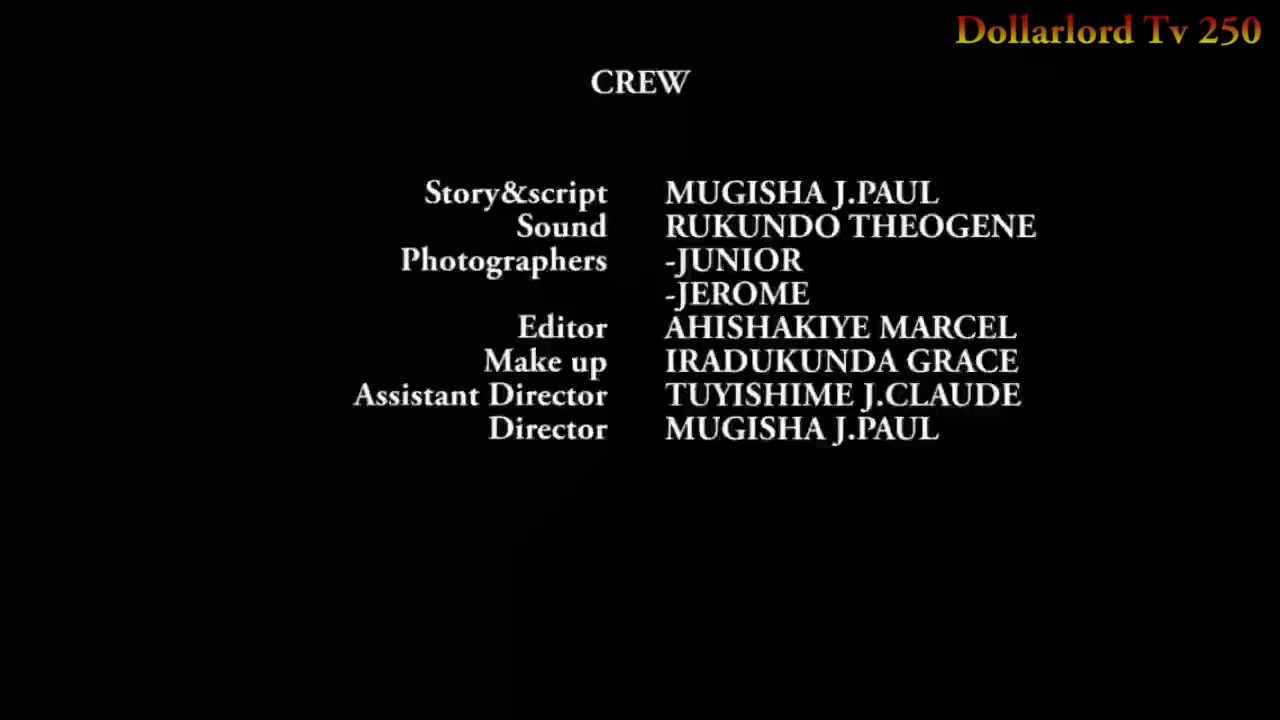 Dollarlord Tv 250
CREW
Story&script MUGISHA J.PAUL
Sound RUKUNDO THEOGENE
Photographers -JUNIOR
-JEROME
Editor AHISHAKIYE MARCEL
Make up IRADUKUNDA GRACE
Assistant Director TUYISHIME J.CLAUDE
Director MUGISHA J.PAUL